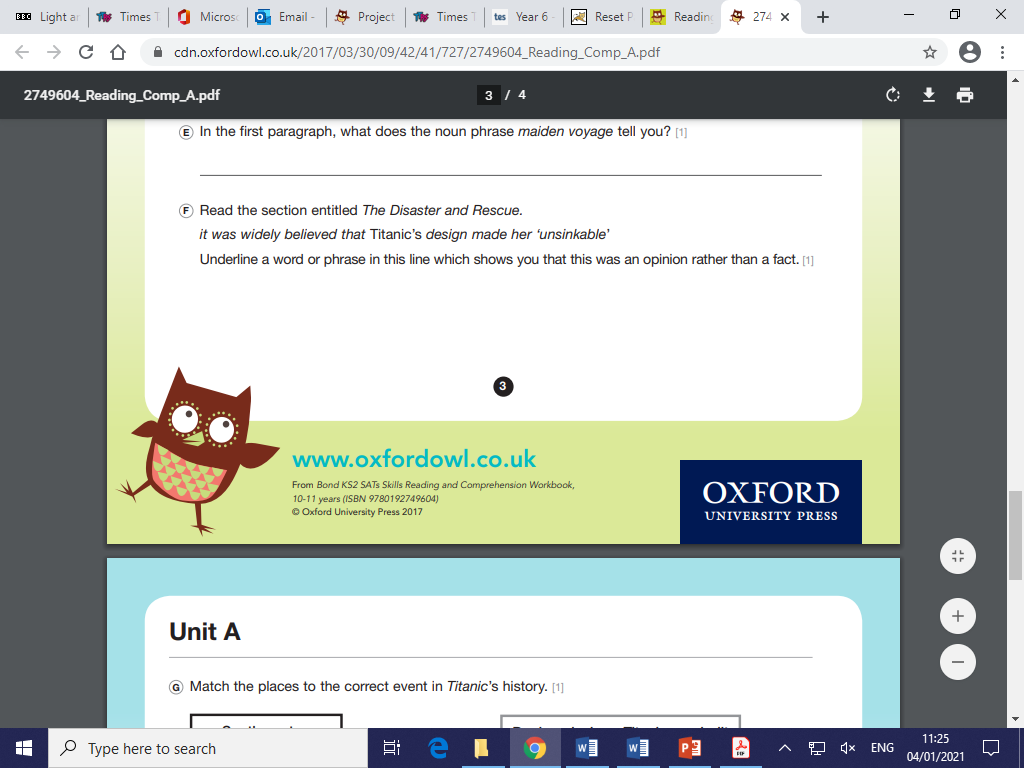 Light ar
Times T
Microso
Email -
Project
Times T
tes Year 6 -
Reset P
Reading
274
cdn.oxfordowl.co.uk/2017/03/30/09/42/41/727/2749604_Reading_Comp_A.pdf
2749604_Reading_Comp_A.pdf
3 / 4
E In the first paragraph, what does the noun phrase maiden voyage tell you? [1]
F Read the section entitled The Disaster and Rescue.
it was widely believed that Titanic's design made her 'unsinkable'
Underline a word or phrase in this line which shows you that this was an opinion rather than a fact. [1]
3
www.oxfordowl.co.uk
From Bond KS2 SATs Skills Reading and Comprehension Workbook,
10-11 years (ISBN 9780192749604)
© Oxford University Press 2017
OXFORD
UNIVERSITY PRESS
Unit A
G Match the places to the correct event in Titanic's history. [1]
Type here to search
ENG
11:25
04/01/2021